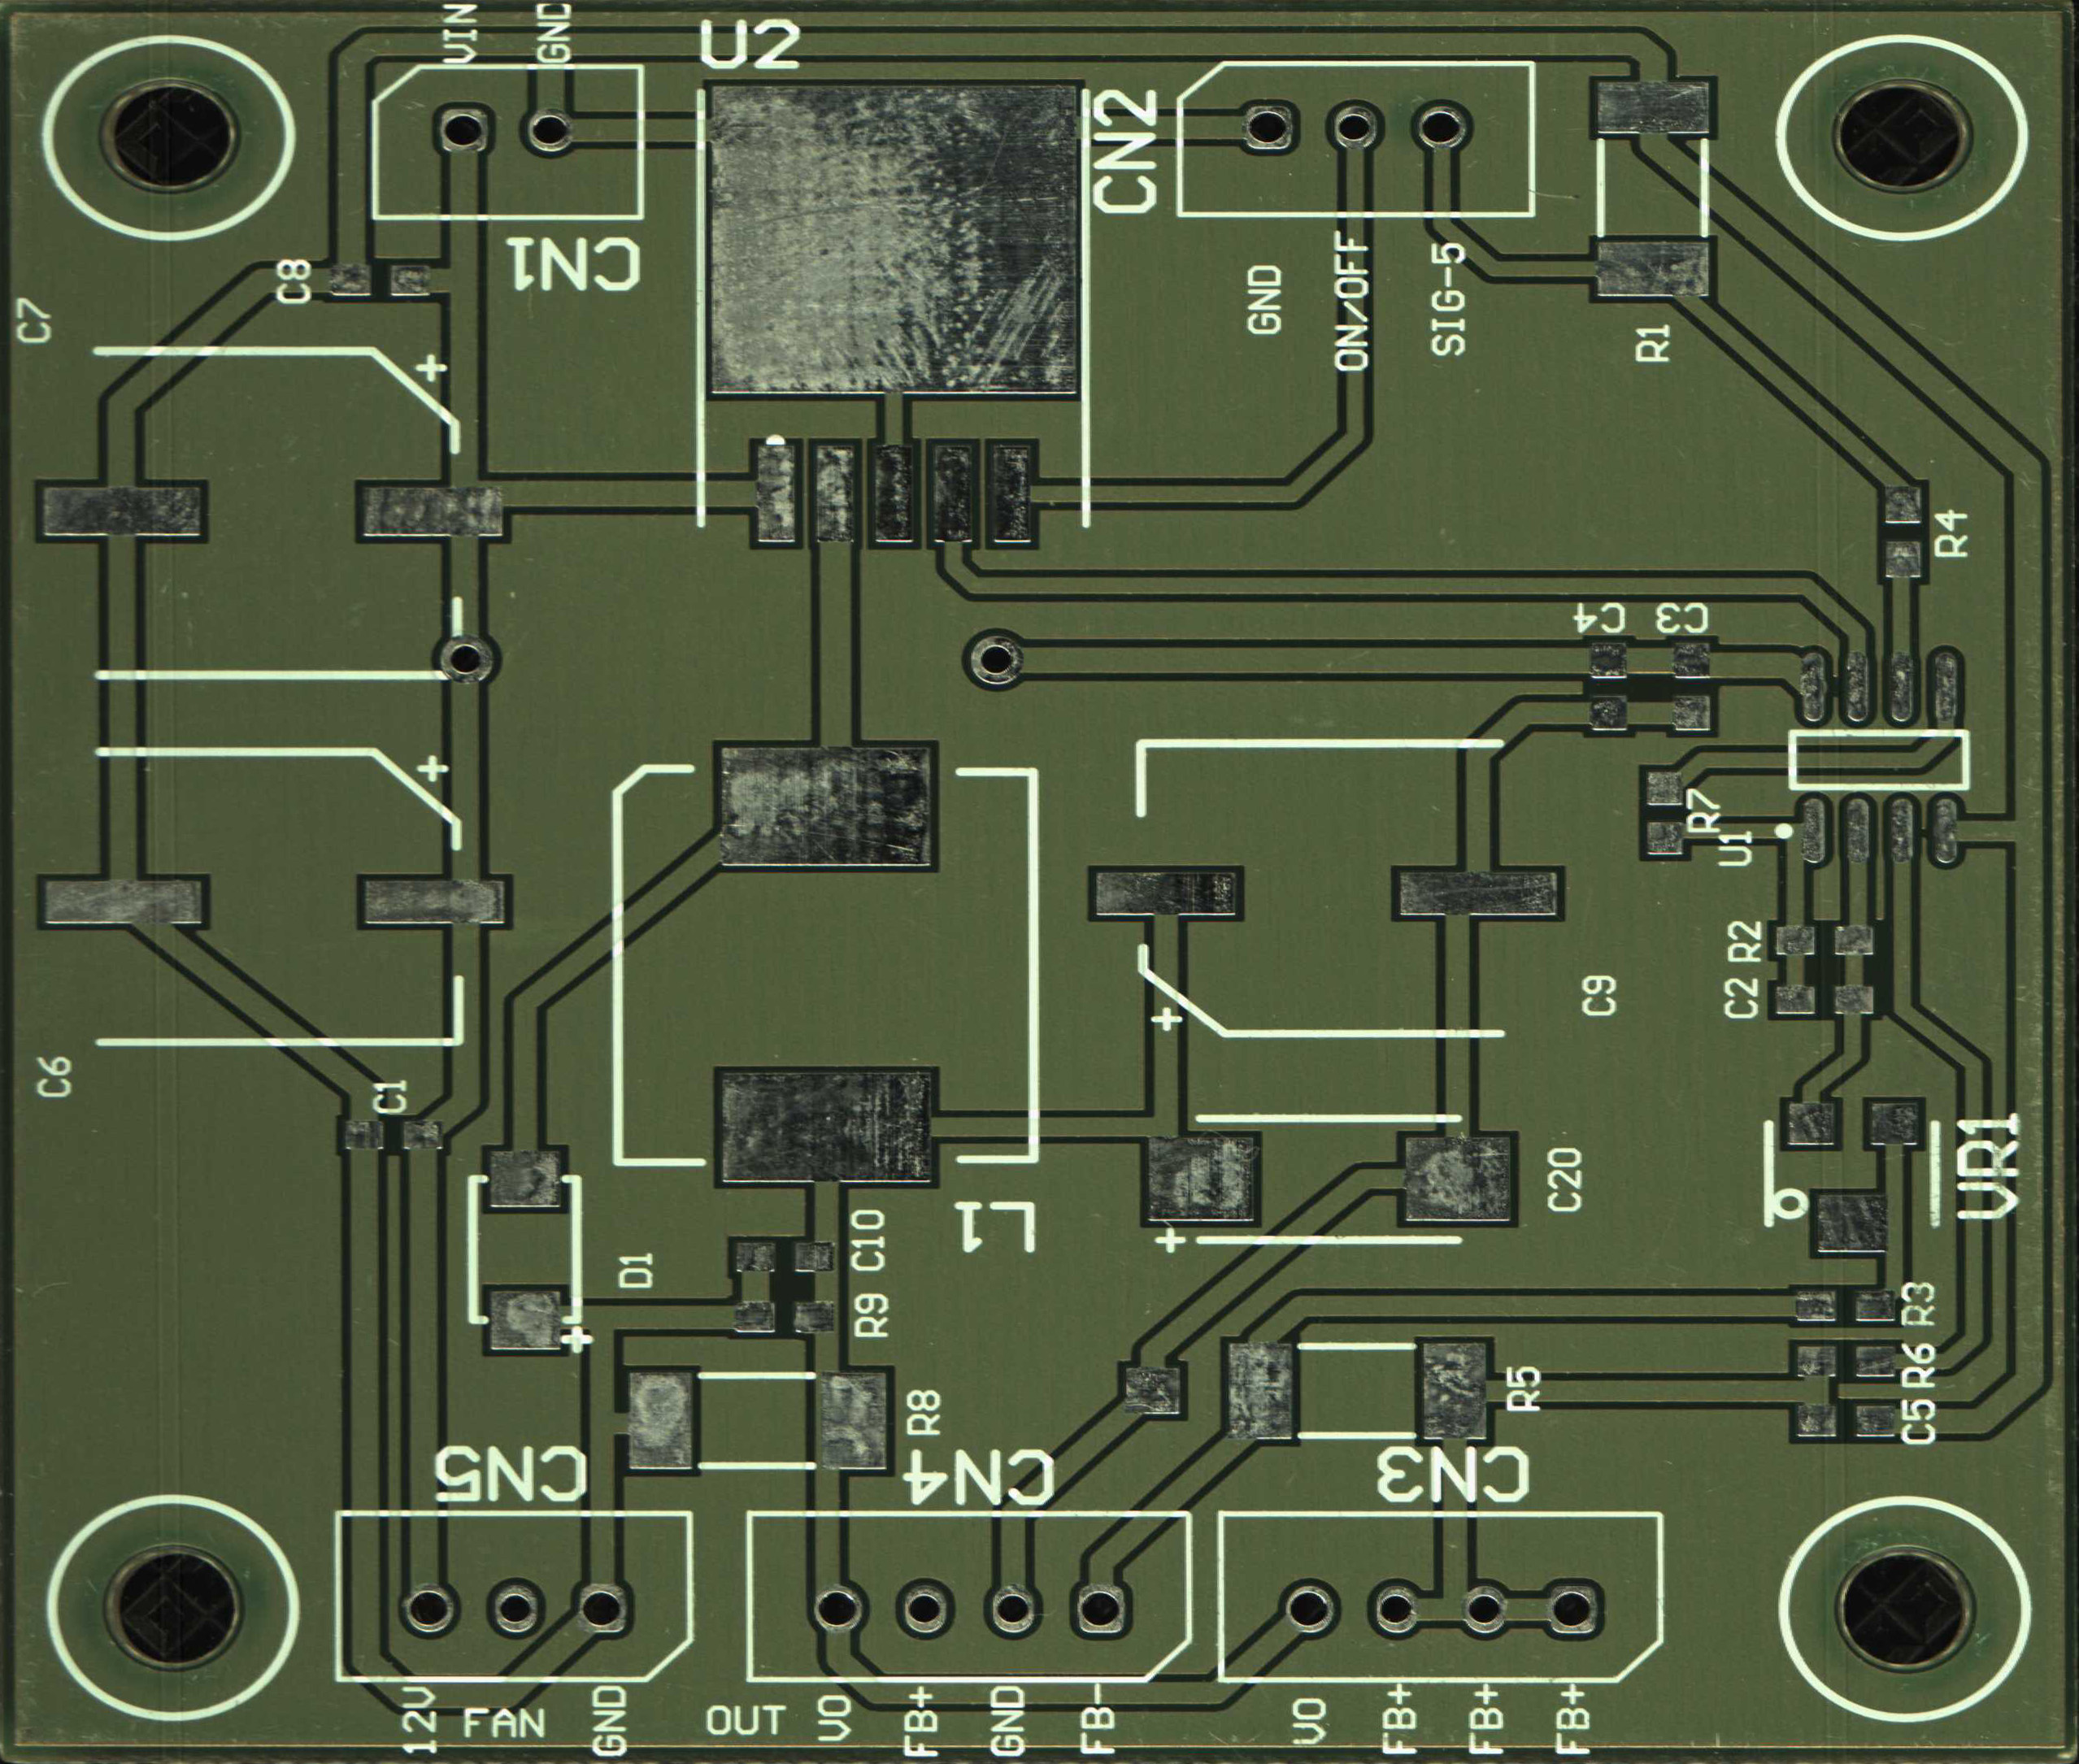 VIN
GND
U2
CN2
CN1
C8
C7
GND
ON/OFF
SIG-5
R1
R4
C4
C3
R7
U1
R2
C2
C9
C6
C1
VR1
C20
L1
D1
C10
R9
R3
R6
C5
R5
R8
CN5
CN4
CN3
12V
FAN
GND
OUT
VO
FB+
GND
FB-
VO
FB+
FB+
FB+